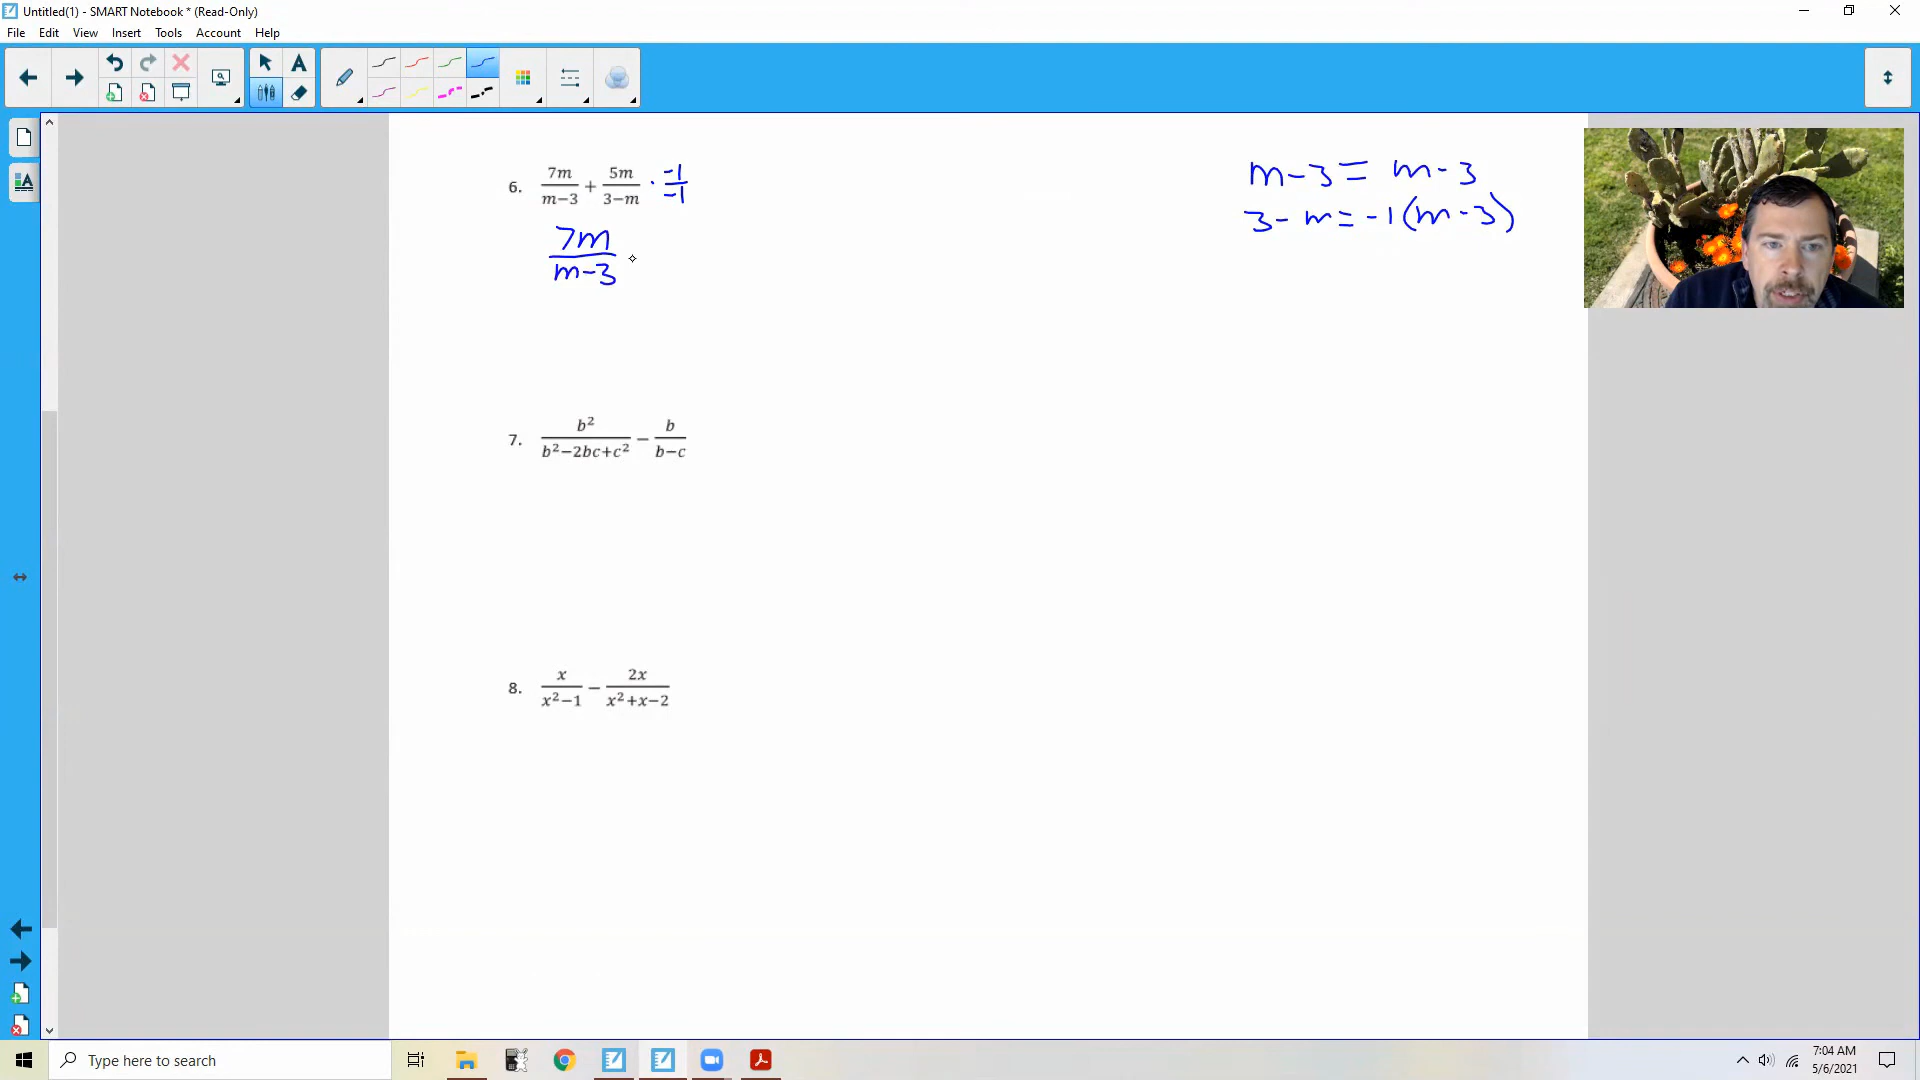 Untitled(1) - SMART Notebook * (Read-Only)
File Edit View Insert Tools Account Help
6. 7m/(m−3) + 5m/(3−m) · -1/-1
7m/(m-3)
m-3 = m-3
3-m = -1(m-3)
7. b²/(b²−2bc+c²) − b/(b−c)
8. x/(x²−1) − 2x/(x²+x−2)
Type here to search
7:04 AM
5/6/2021